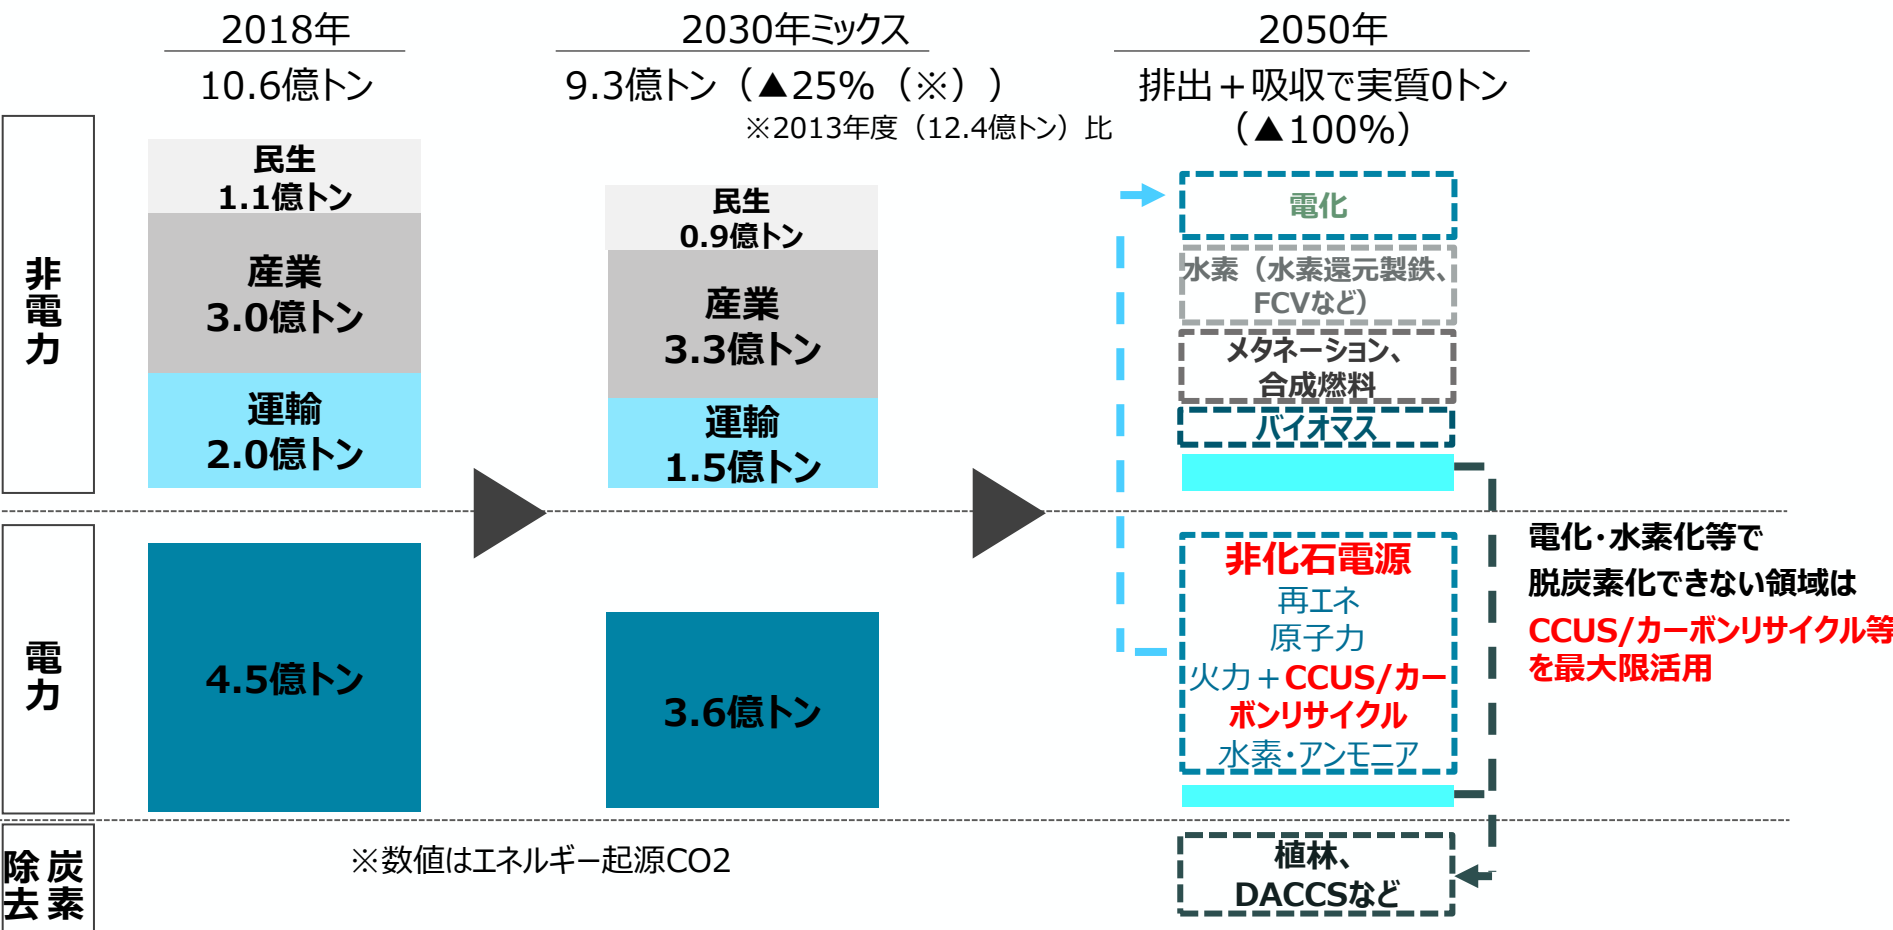 2018年
10.6億トン
2030年ミックス
9.3億トン（▲25%（※））
※2013年度（12.4億トン）比
2050年
排出＋吸収で実質0トン
（▲100%）
非電力
民生
1.1億トン
産業
3.0億トン
運輸
2.0億トン
民生
0.9億トン
産業
3.3億トン
運輸
1.5億トン
電化
水素（水素還元製鉄、
FCVなど）
メタネーション、
合成燃料
バイオマス
電力
4.5億トン
3.6億トン
非化石電源
再エネ
原子力
火力＋CCUS/カー
ボンリサイクル
水素・アンモニア
電化・水素化等で
脱炭素化できない領域は
CCUS/カーボンリサイクル等
を最大限活用
炭素
除去
※数値はエネルギー起源CO2
植林、
DACCSなど